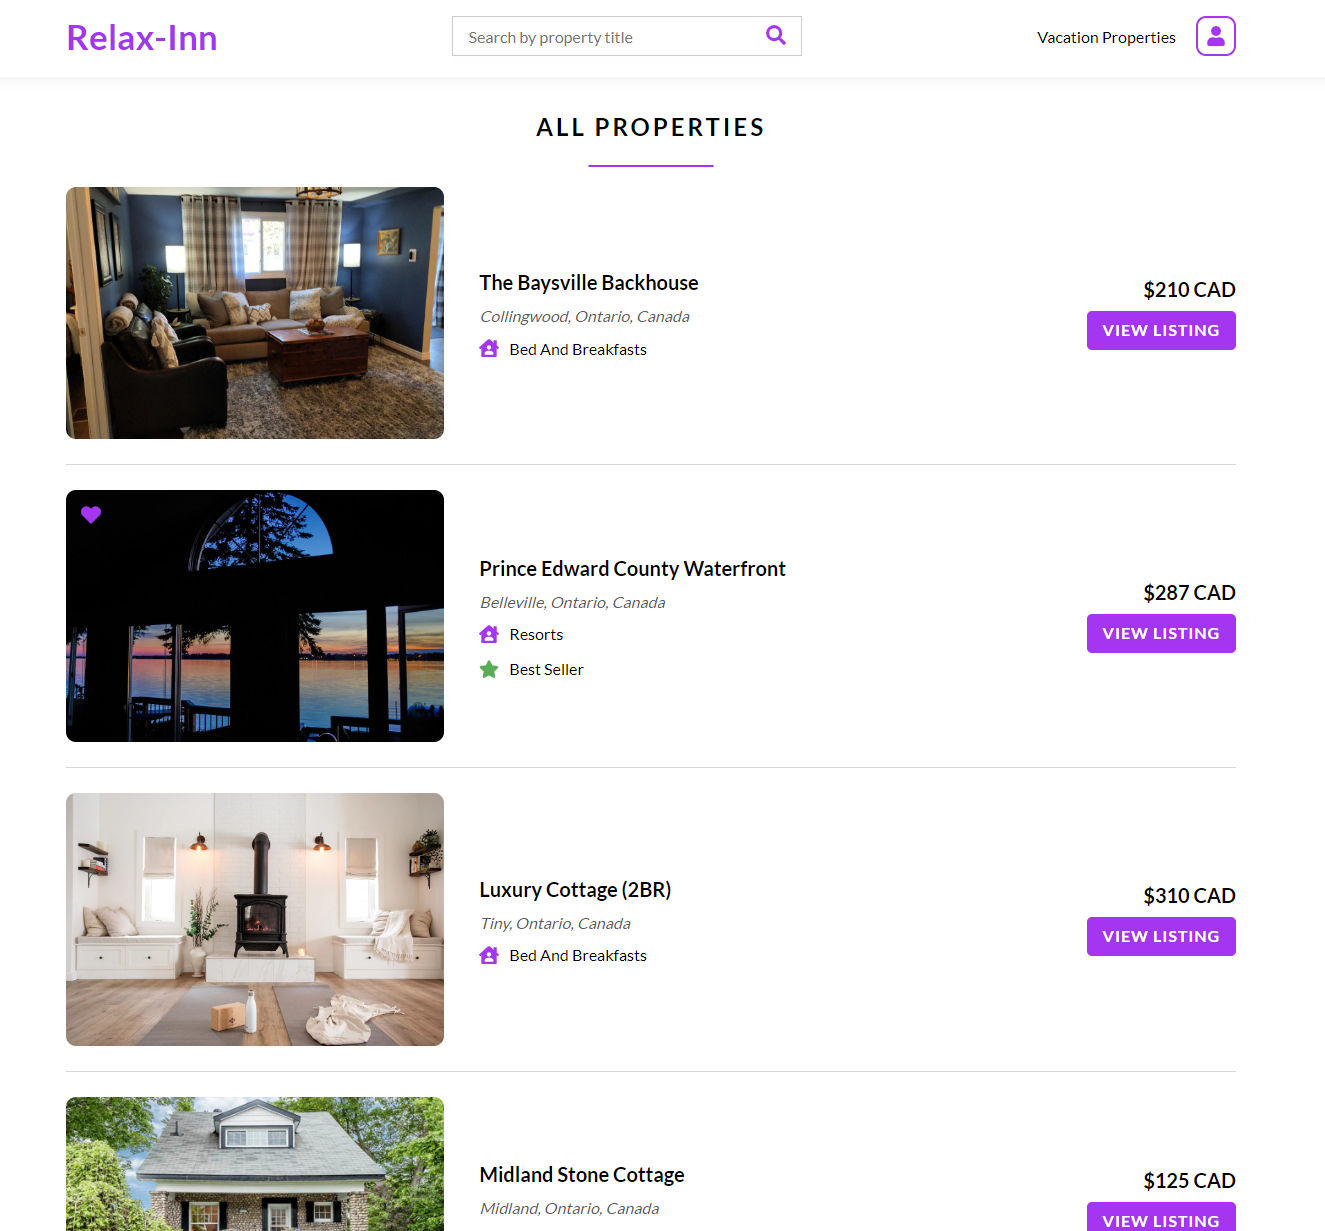 Relax-Inn
Search by property title
Vacation Properties
ALL PROPERTIES
The Baysville Backhouse
Collingwood, Ontario, Canada
Bed And Breakfasts
$210 CAD
VIEW LISTING
Prince Edward County Waterfront
Belleville, Ontario, Canada
Resorts
Best Seller
$287 CAD
VIEW LISTING
Luxury Cottage (2BR)
Tiny, Ontario, Canada
Bed And Breakfasts
$310 CAD
VIEW LISTING
Midland Stone Cottage
Midland, Ontario, Canada
$125 CAD
VIEW LISTING